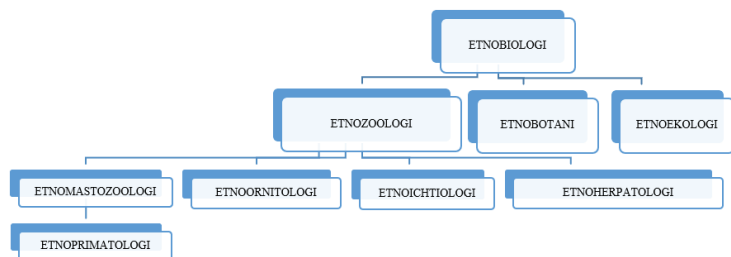 ETNOBIOLOGI
ETNOZOOLOGI
ETNOBOTANI
ETNOEKOLOGI
ETNOMASTOZOOLOGI
ETNOORNITOLOGI
ETNOICHTIOLOGI
ETNOHERPATOLOGI
ETNOPRIMATOLOGI